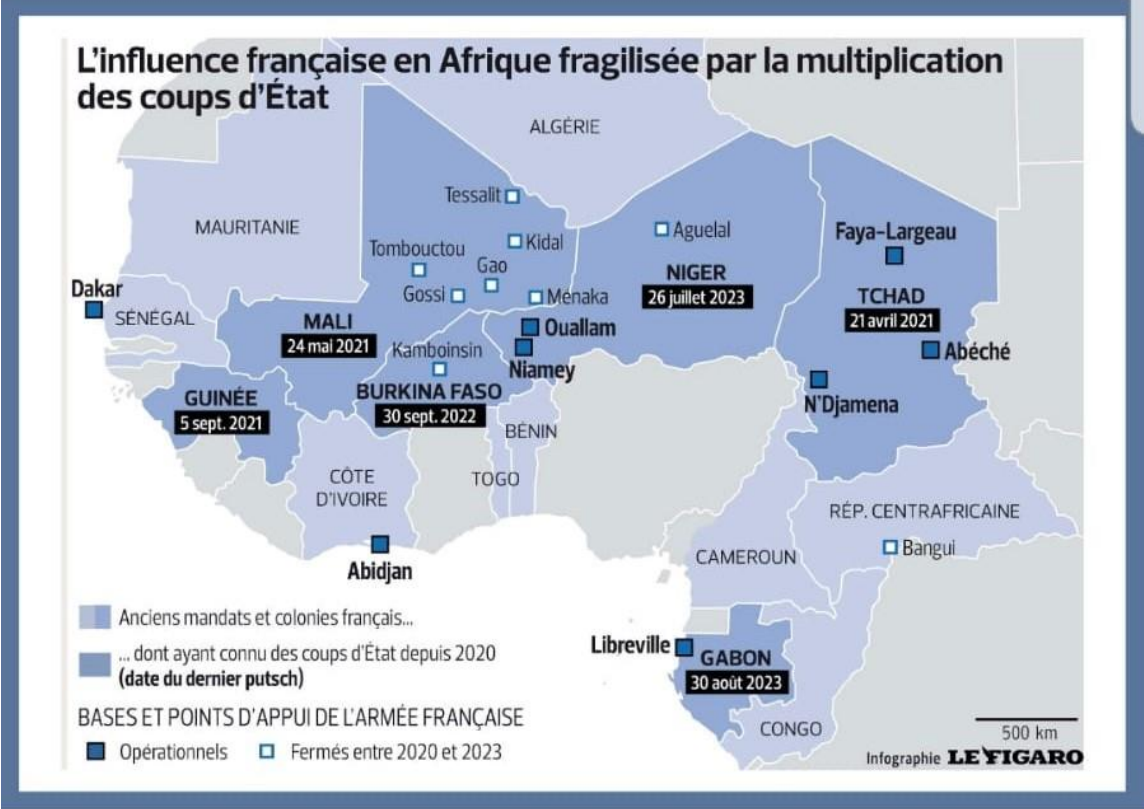 L'influence française en Afrique fragilisée par la multiplication
des coups d'État
ALGÉRIE
MAURITANIE
Tessalit
Kidal
Tombouctou
Gao
Gossi
Ménaka
Aguelal
NIGER
26 juillet 2023
Faya-Largeau
TCHAD
21 avril 2021
Abéché
N'Djamena
Dakar
SÉNÉGAL
MALI
24 mai 2021
Kamboinsin
Ouallam
Niamey
BURKINA FASO
30 sept. 2022
GUINÉE
5 sept. 2021
BÉNIN
TOGO
CÔTE
D'IVOIRE
Abidjan
RÉP. CENTRAFRICAINE
Bangui
CAMEROUN
Libreville
GABON
30 août 2023
CONGO
Anciens mandats et colonies français...
... dont ayant connu des coups d'État depuis 2020
(date du dernier putsch)
BASES ET POINTS D'APPUI DE L'ARMÉE FRANÇAISE
Opérationnels
Fermés entre 2020 et 2023
500 km
Infographie LE FIGARO